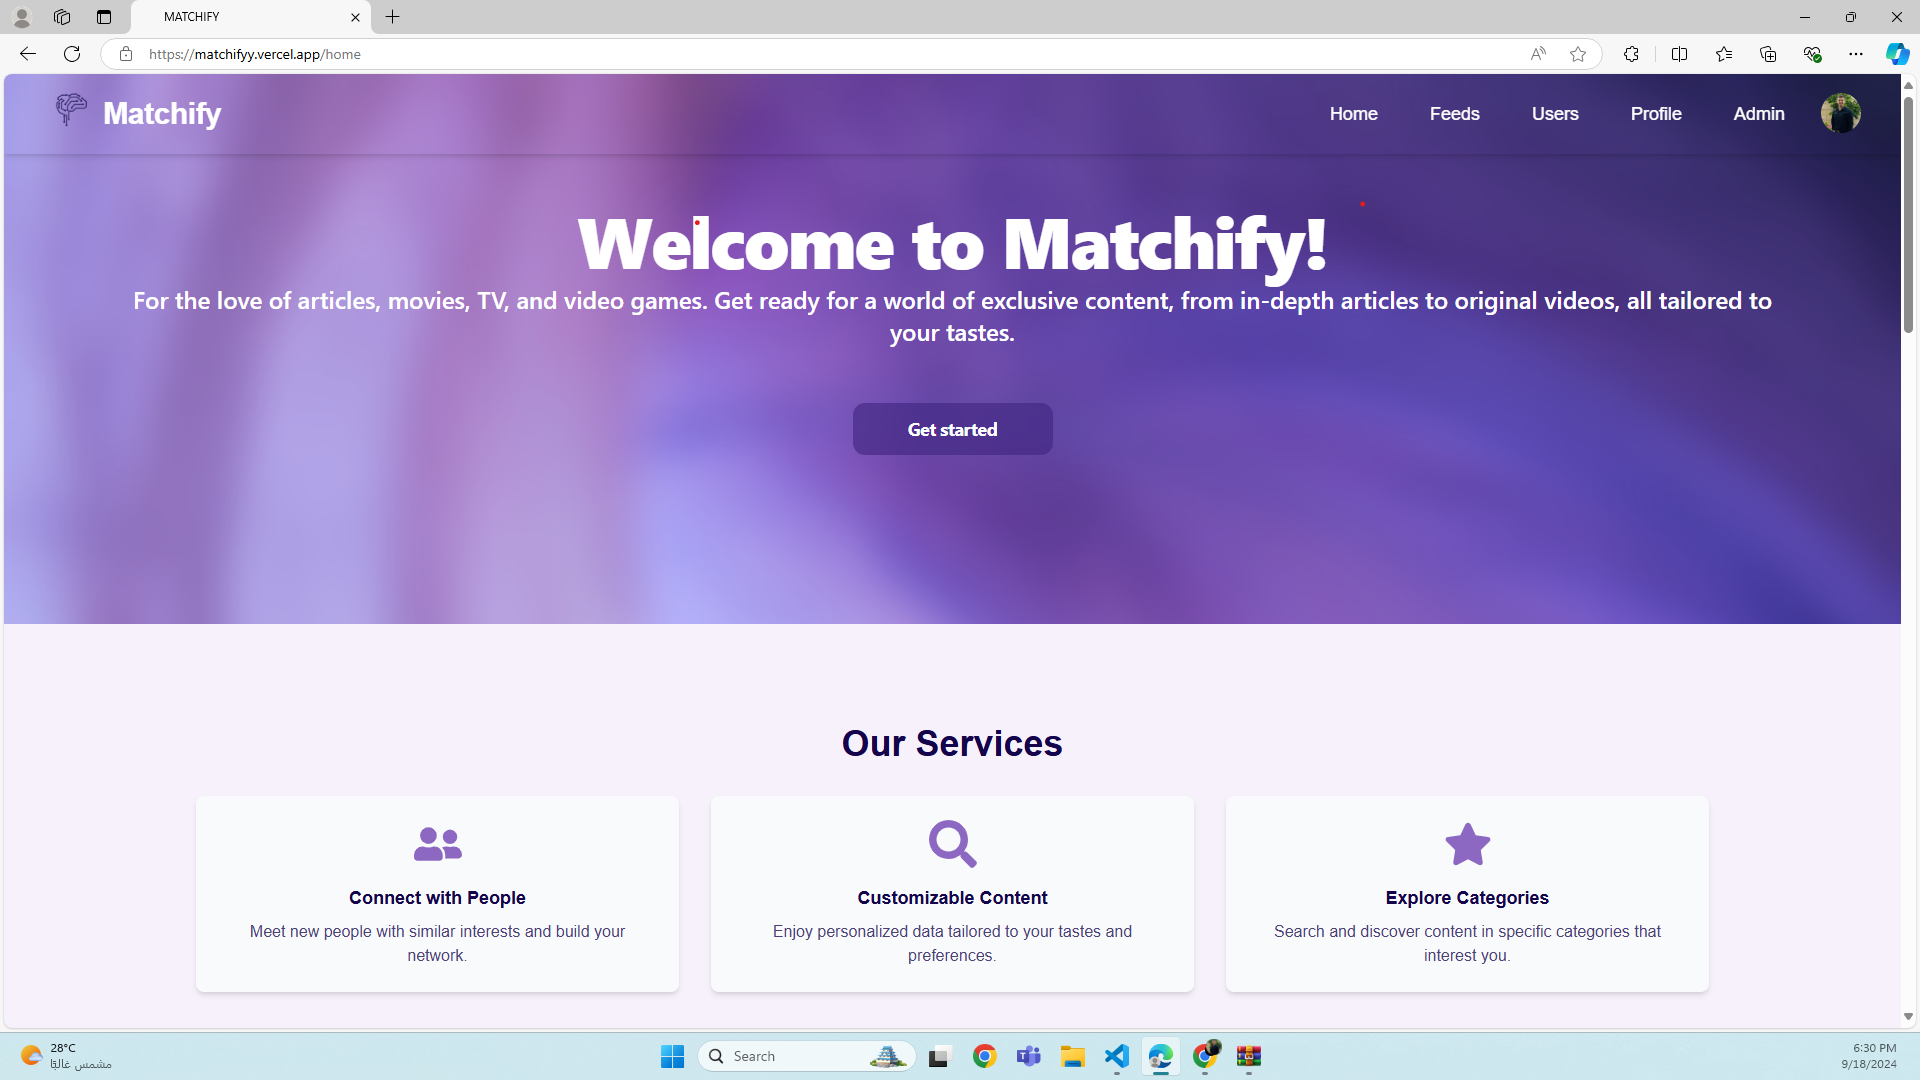 MATCHIFY
https://matchifyy.vercel.app/home
Matchify
Home Feeds Users Profile Admin
Welcome to Matchify!
For the love of articles, movies, TV, and video games. Get ready for a world of exclusive content, from in-depth articles to original videos, all tailored to
your tastes.
Get started
Our Services
Connect with People
Meet new people with similar interests and build your
network.
Customizable Content
Enjoy personalized data tailored to your tastes and
preferences.
Explore Categories
Search and discover content in specific categories that
interest you.
28°C
مشمس غالبًا
Search
6:30 PM
9/18/2024